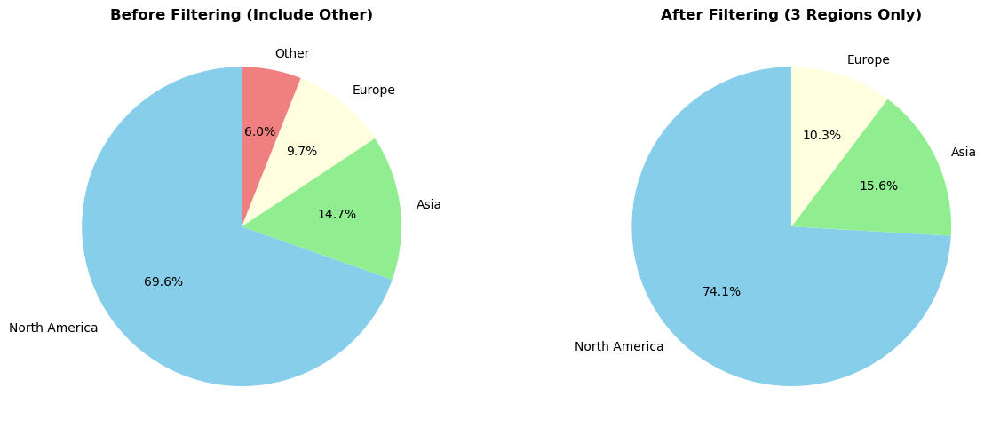 Before Filtering (Include Other)
Other
Europe
6.0%
9.7%
Asia
14.7%
69.6%
North America
After Filtering (3 Regions Only)
Europe
10.3%
Asia
15.6%
74.1%
North America